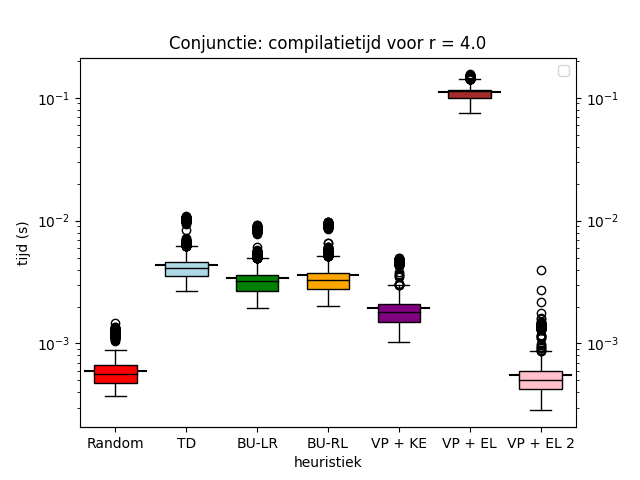 Conjunctie: compilatietijd voor r = 4.0
tijd (s)
10⁻¹ 10⁻¹
10⁻² 10⁻²
10⁻³ 10⁻³
Random TD BU-LR BU-RL VP + KE VP + EL VP + EL 2
heuristiek